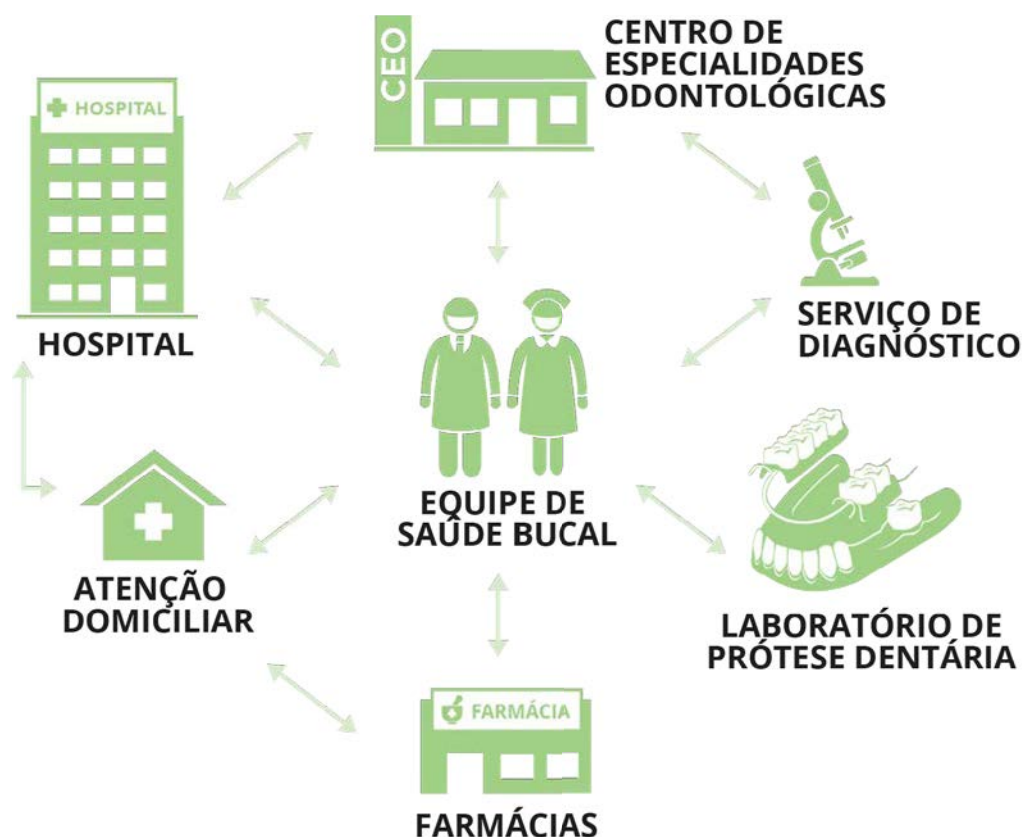 CEO
CENTRO DE
ESPECIALIDADES
ODONTOLÓGICAS
HOSPITAL
HOSPITAL
SERVIÇO DE
DIAGNÓSTICO
EQUIPE DE
SAÚDE BUCAL
ATENÇÃO
DOMICILIAR
LABORATÓRIO DE
PRÓTESE DENTÁRIA
FARMÁCIA
FARMÁCIAS